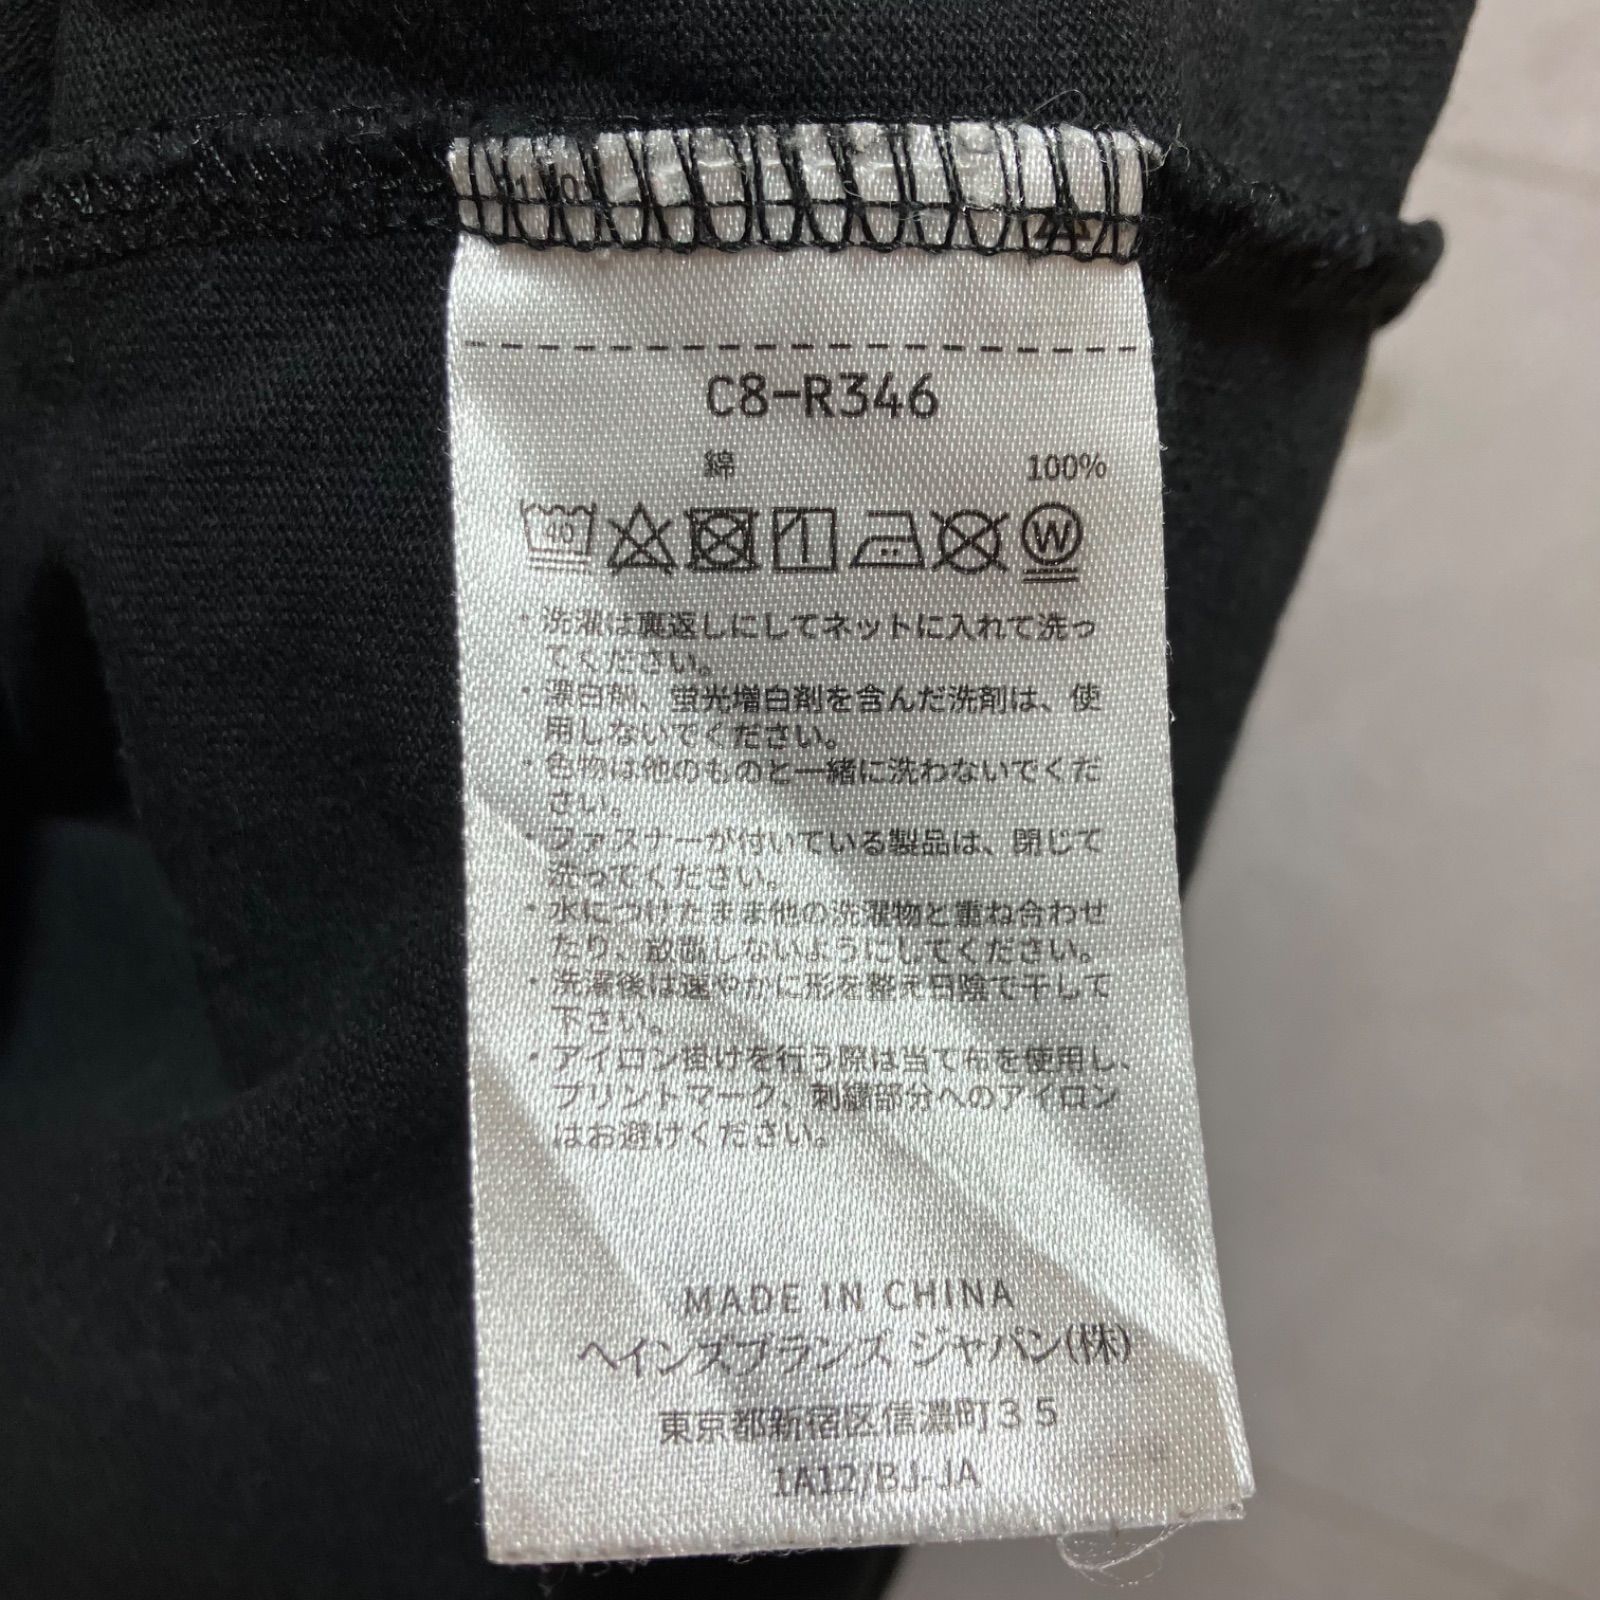 C8-R346
綿 100%
40 W
・洗濯は裏返しにしてネットに入れて洗っ
てください。
・漂白剤、蛍光増白剤を含んだ洗剤は、使
用しないでください。
・色物は他のものと一緒に洗わないでくだ
さい。
・ファスナーが付いている製品は、閉じて
洗ってください。
・水につけたまま他の洗濯物と重ね合わせ
たり、放置しないようにしてください。
・洗濯後は速やかに形を整え日陰で干して
下さい。
・アイロン掛けを行う際は当て布を使用し、
プリントマーク、刺繍部分へのアイロン
はお避けください。
MADE IN CHINA
ヘインズブランズ ジャパン(株)
東京都新宿区信濃町３５
1A12/BJ-JA